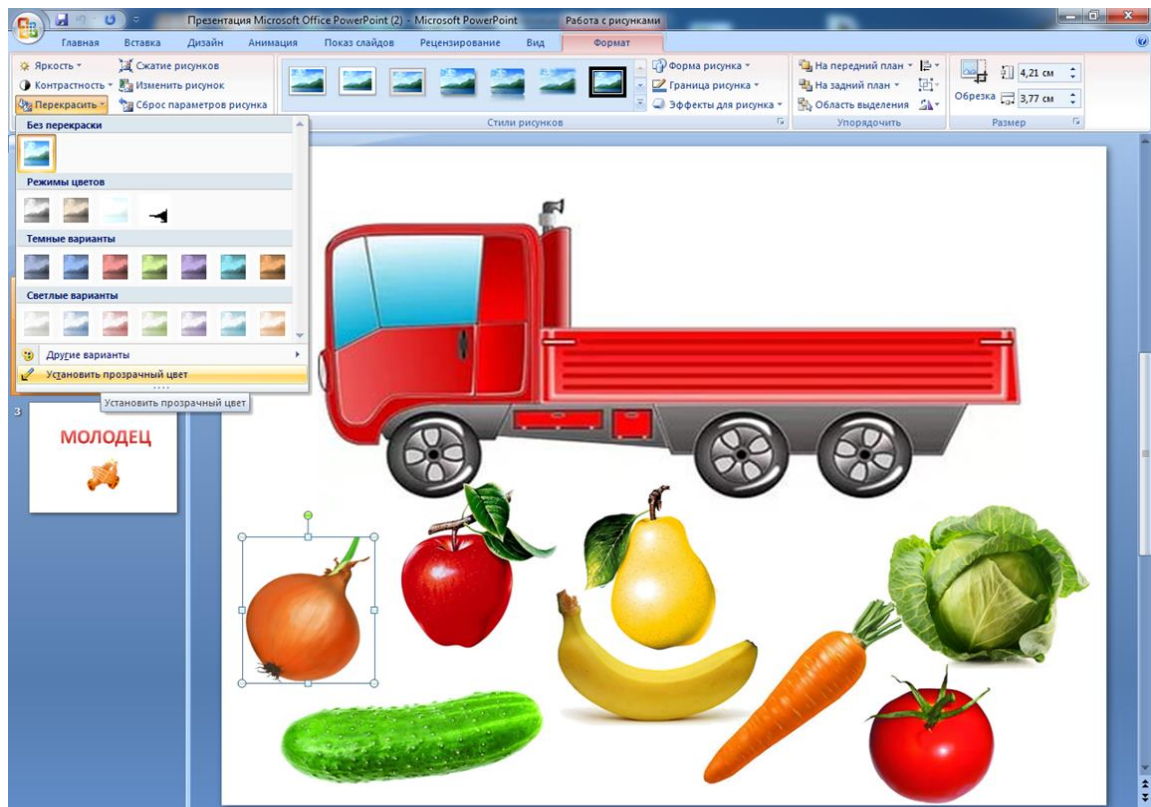 Презентация Microsoft Office PowerPoint (2) - Microsoft PowerPoint
Работа с рисунками
Главная Вставка Дизайн Анимация Показ слайдов Рецензирование Вид Формат
Яркость Сжатие рисунков Форма рисунка На передний план 4,21 см
Контрастность Изменить рисунок Граница рисунка На задний план
Перекрасить Сброс параметров рисунка Эффекты для рисунка Область выделения Обрезка 3,77 см
Стили рисунков Упорядочить Размер
Без перекраски
Режимы цветов
Темные варианты
Светлые варианты
Другие варианты
Установить прозрачный цвет
Установить прозрачный цвет
3
МОЛОДЕЦ